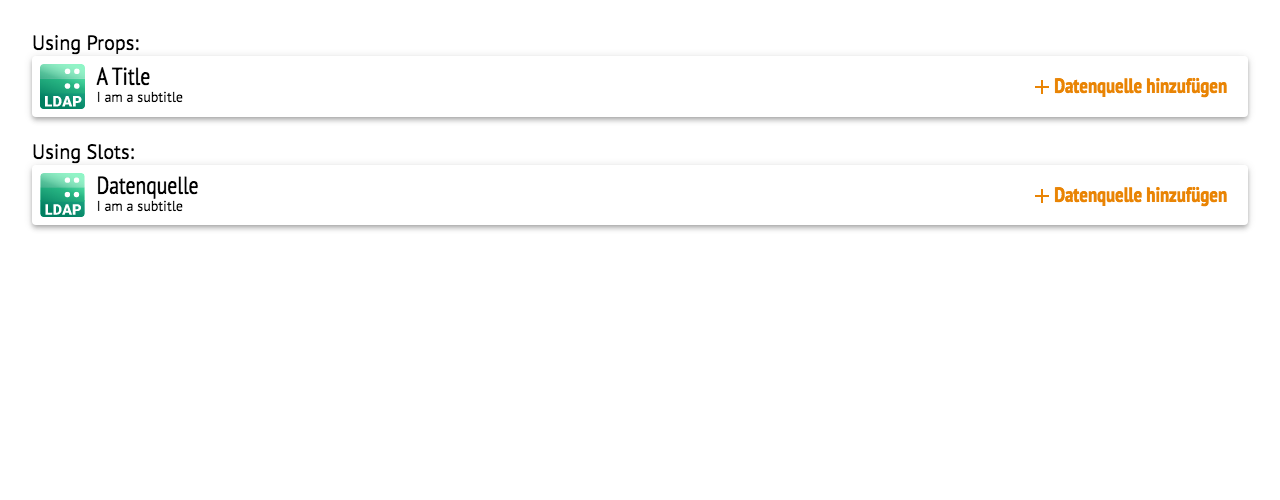 Using Props:
LDAP
A Title
I am a subtitle
+ Datenquelle hinzufügen
Using Slots:
LDAP
Datenquelle
I am a subtitle
+ Datenquelle hinzufügen